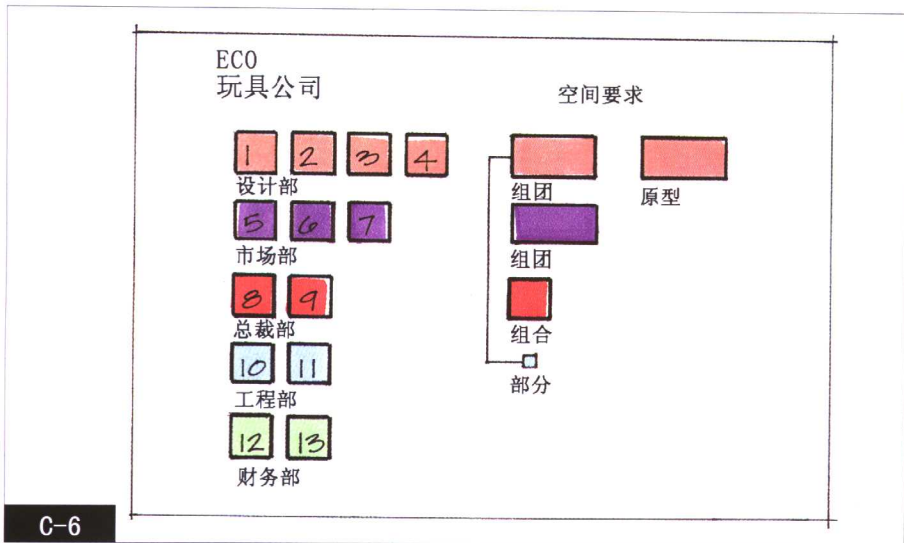 ECO
玩具公司
空间要求
1 2 3 4
设计部
组团 原型
5 6 7
市场部
组团
8 9
总裁部
组合
10 11
工程部
部分
12 13
财务部
C-6